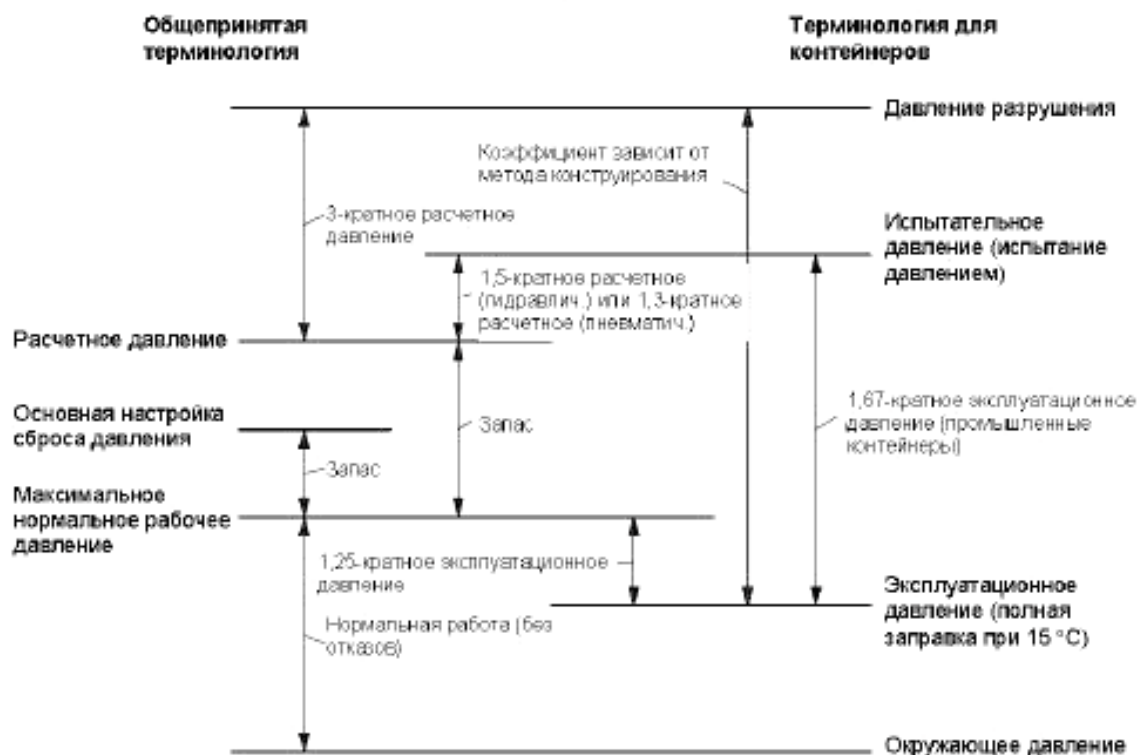 Общепринятая
терминология
Терминология для
контейнеров
Давление разрушения
Коэффициент зависит от
метода конструирования
3-кратное расчетное
давление
Испытательное
давление (испытание
давлением)
1,5-кратное расчетное
(гидравлич.) или 1,3-кратное
расчетное (пневматич.)
Расчетное давление
Основная настройка
сброса давления
Запас
1,67-кратное эксплуатационное
давление (промышленные
контейнеры)
Запас
Максимальное
нормальное рабочее
давление
1,25-кратное эксплуатационное
давление
Эксплуатационное
давление (полная
заправка при 15 °C)
Нормальная работа (без
отказов)
Окружающее давление